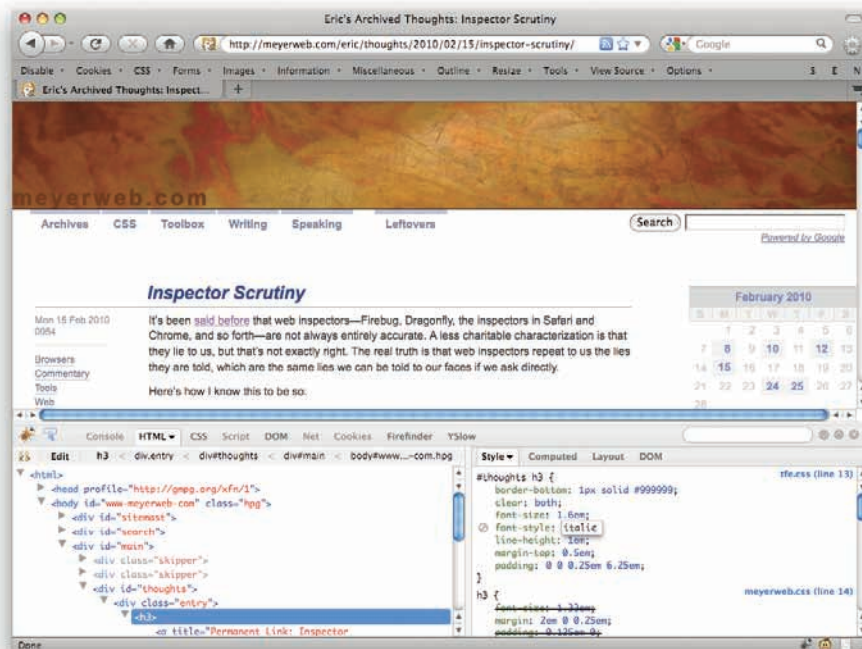 Eric's Archived Thoughts: Inspector Scrutiny
http://meyerweb.com/eric/thoughts/2010/02/15/inspector-scrutiny/
Google
Disable Cookies CSS Forms Images Information Miscellaneous Outline Resize Tools View Source Options S E N
Eric's Archived Thoughts: Inspect... +
meyerweb.com
Archives CSS Toolbox Writing Speaking Leftovers
Search
Powered by Google
Inspector Scrutiny
Mon 15 Feb 2010
0954
Browsers
Commentary
Tools
Web
It's been said before that web inspectors—Firebug, Dragonfly, the inspectors in Safari and
Chrome, and so forth—are not always entirely accurate. A less charitable characterization is that
they lie to us, but that's not exactly right. The real truth is that web inspectors repeat to us the lies
they are told, which are the same lies we can be told to our faces if we ask directly.
Here's how I know this to be so:
February 2010
S M T W T F S
1 2 3 4 5 6
7 8 9 10 11 12 13
14 15 16 17 18 19 20
21 22 23 24 25 26 27
28
Console HTML CSS Script DOM Net Cookies Firefinder YSlow
Edit h3 < div.entry < div#thoughts < div#main < body#www...-com.hpg
<html>
<head profile="http://gmpg.org/xfn/1">
<body id="www-meyerweb-com" class="hpg">
<div id="sitemast">
<div id="search">
<div id="main">
<div class="skipper">
<div class="skipper">
<div id="thoughts">
<div class="entry">
<h3>
<a title="Permanent Link: Inspector
Style Computed Layout DOM
#thoughts h3 { tfe.css (line 13)
border-bottom: 1px solid #999999;
clear: both;
font-size: 1.6em;
font-style: italic
line-height: 1em;
margin-top: 0.5em;
padding: 0 0 0.25em 6.25em;
}
h3 { meyerweb.css (line 14)
font-size: 1.33em;
margin: 2em 0 0.25em;
padding: 0.125em 0;
Done